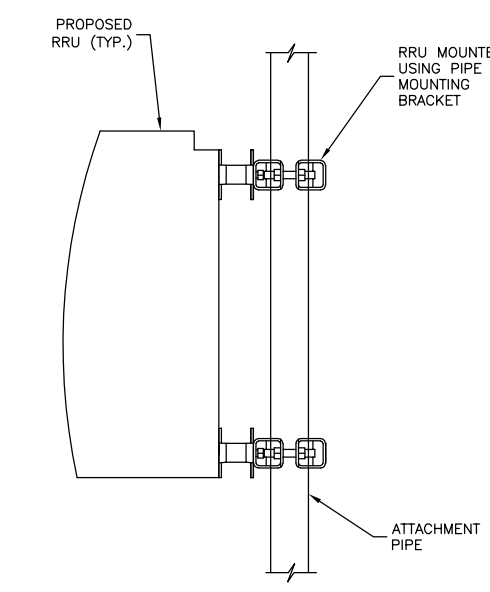 PROPOSED
RRU (TYP.)
RRU MOUNTE
USING PIPE
MOUNTING
BRACKET
ATTACHMENT
PIPE